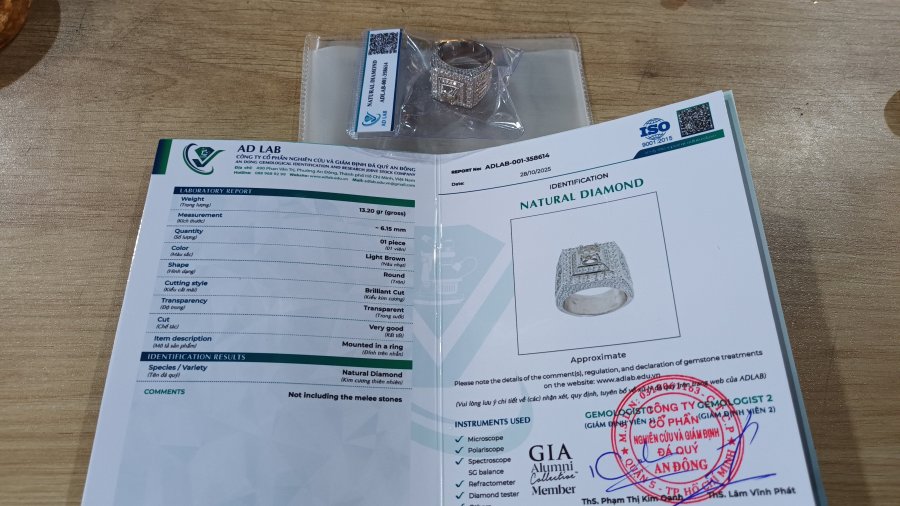 NATURAL DIAMOND
ADLAB-001-358614
AD LAB
AD LAB
CÔNG TY CỔ PHẦN NGHIÊN CỨU VÀ GIÁM ĐỊNH ĐÁ QUÝ AN ĐÔNG
AN DONG GEMOLOGICAL IDENTIFICATION AND RESEARCH JOINT STOCK COMPANY
LABORATORY REPORT
Weight
(Trọng lượng)
13.20 gr (gross)
Measurement
(Kích thước)
~ 6.15 mm
Quantity
(Số lượng)
01 piece
(01 viên)
Color
(Màu sắc)
Light Brown
(Nâu nhạt)
Shape
(Hình dạng)
Round
(Tròn)
Cutting style
(Kiểu cắt mài)
Brilliant Cut
(Kiểu kim cương)
Transparency
(Độ trong)
Transparent
(Trong suốt)
Cut
(Chế tác)
Very good
(Rất tốt)
Item description
(Mô tả sản phẩm)
Mounted in a ring
(Đính trên nhẫn)
IDENTIFICATION RESULTS
Species / Variety
(Tên đá quý)
Natural Diamond
(Kim cương thiên nhiên)
COMMENTS
Not including the melee stones
ISO
9001:2015
REPORT No: ADLAB-001-358614
Date: 28/10/2025
IDENTIFICATION
NATURAL DIAMOND
Approximate
Please note the details of the comment(s), regulation, and declaration of gemstone treatments
on the website: www.adlab.edu.vn
INSTRUMENTS USED
Microscope
Polariscope
Spectroscope
SG balance
Refractometer
Diamond tester
GIA
Alumni
Collective
Member
GEMOLOGIST
GEMOLOGIST 2
(GIÁM ĐỊNH VIÊN 2)
CÔNG TY
CỔ PHẦN
NGHIÊN CỨU VÀ GIÁM ĐỊNH
ĐÁ QUÝ
AN ĐÔNG
QUẬN 5 - TP. HỒ CHÍ MINH
ThS. Phạm Thị Kim Oanh
ThS. Lâm Vĩnh Phát